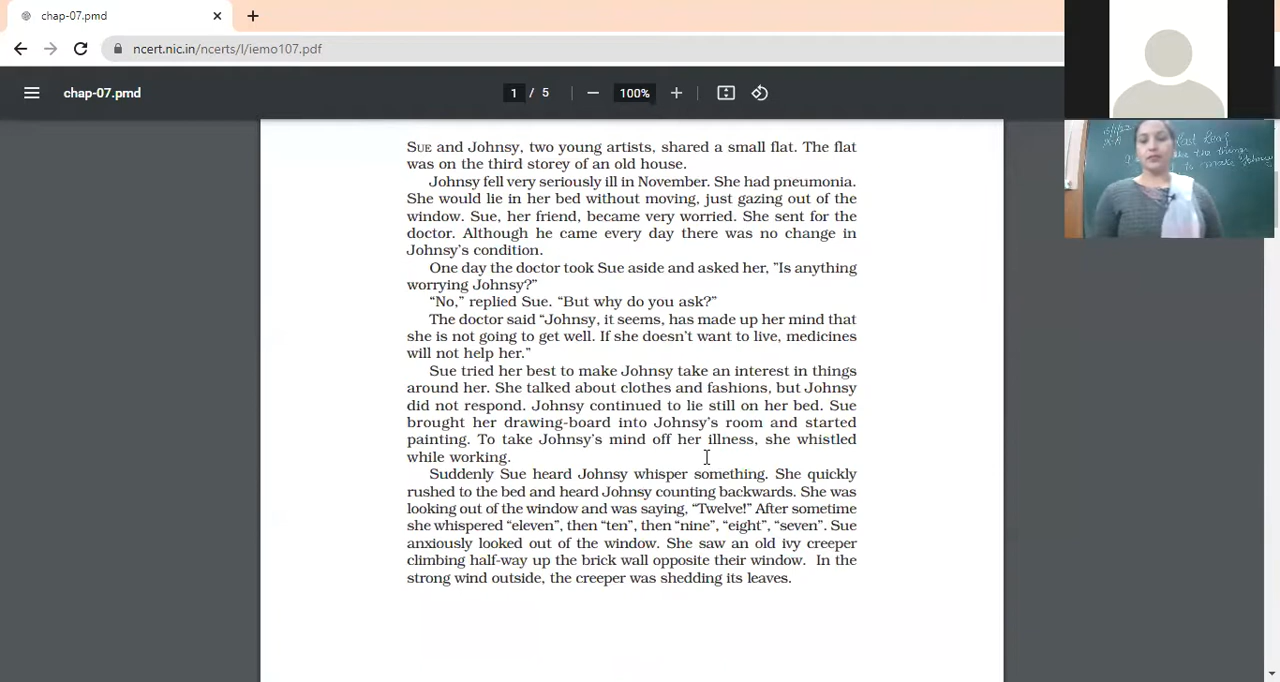 chap-07.pmd
ncert.nic.in/ncerts/l/iemo107.pdf
chap-07.pmd
1 / 5
100%
SUE and Johnsy, two young artists, shared a small flat. The flat
was on the third storey of an old house.
Johnsy fell very seriously ill in November. She had pneumonia.
She would lie in her bed without moving, just gazing out of the
window. Sue, her friend, became very worried. She sent for the
doctor. Although he came every day there was no change in
Johnsy's condition.
One day the doctor took Sue aside and asked her, "Is anything
worrying Johnsy?”
“No,” replied Sue. “But why do you ask?”
The doctor said “Johnsy, it seems, has made up her mind that
she is not going to get well. If she doesn't want to live, medicines
will not help her.”
Sue tried her best to make Johnsy take an interest in things
around her. She talked about clothes and fashions, but Johnsy
did not respond. Johnsy continued to lie still on her bed. Sue
brought her drawing-board into Johnsy's room and started
painting. To take Johnsy's mind off her illness, she whistled
while working.
Suddenly Sue heard Johnsy whisper something. She quickly
rushed to the bed and heard Johnsy counting backwards. She was
looking out of the window and was saying, “Twelve!” After sometime
she whispered “eleven”, then “ten”, then “nine”, “eight”, “seven”. Sue
anxiously looked out of the window. She saw an old ivy creeper
climbing half-way up the brick wall opposite their window. In the
strong wind outside, the creeper was shedding its leaves.
Last Leaf